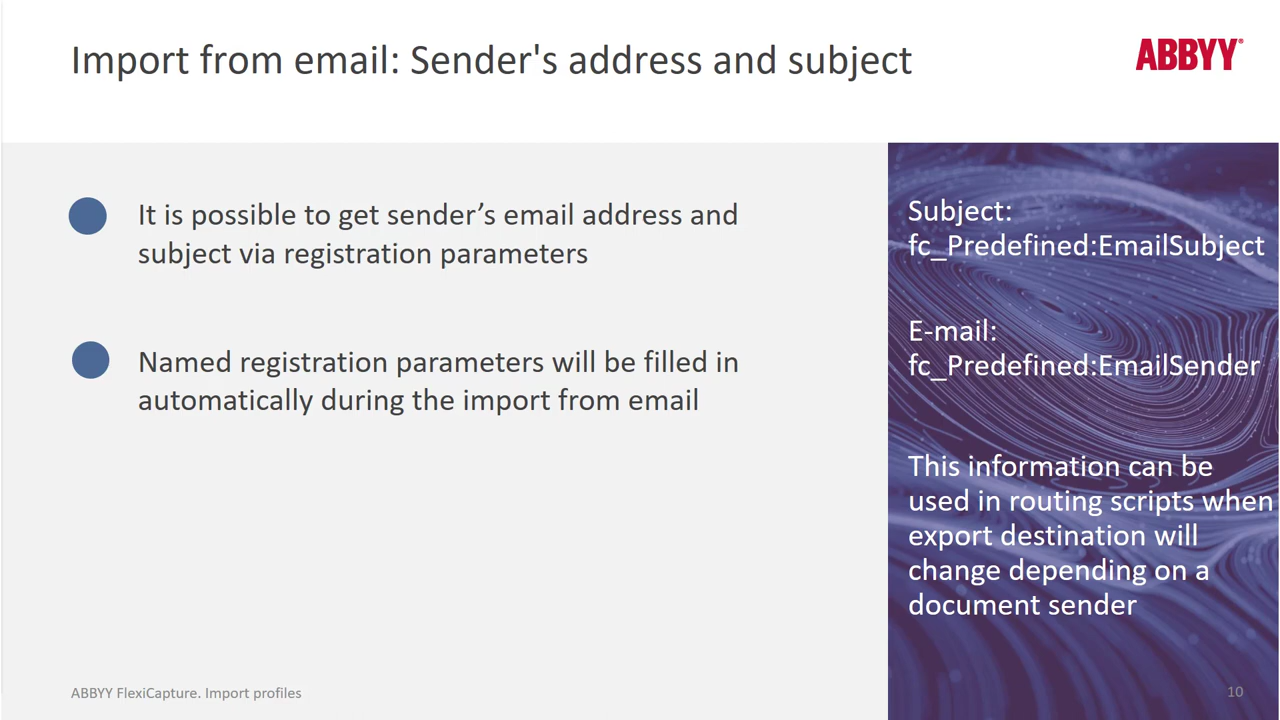 Import from email: Sender's address and subject
ABBYY®
It is possible to get sender’s email address and
subject via registration parameters
Named registration parameters will be filled in
automatically during the import from email
Subject:
fc_Predefined:EmailSubject
E-mail:
fc_Predefined:EmailSender
This information can be
used in routing scripts when
export destination will
change depending on a
document sender
ABBYY FlexiCapture. Import profiles
10